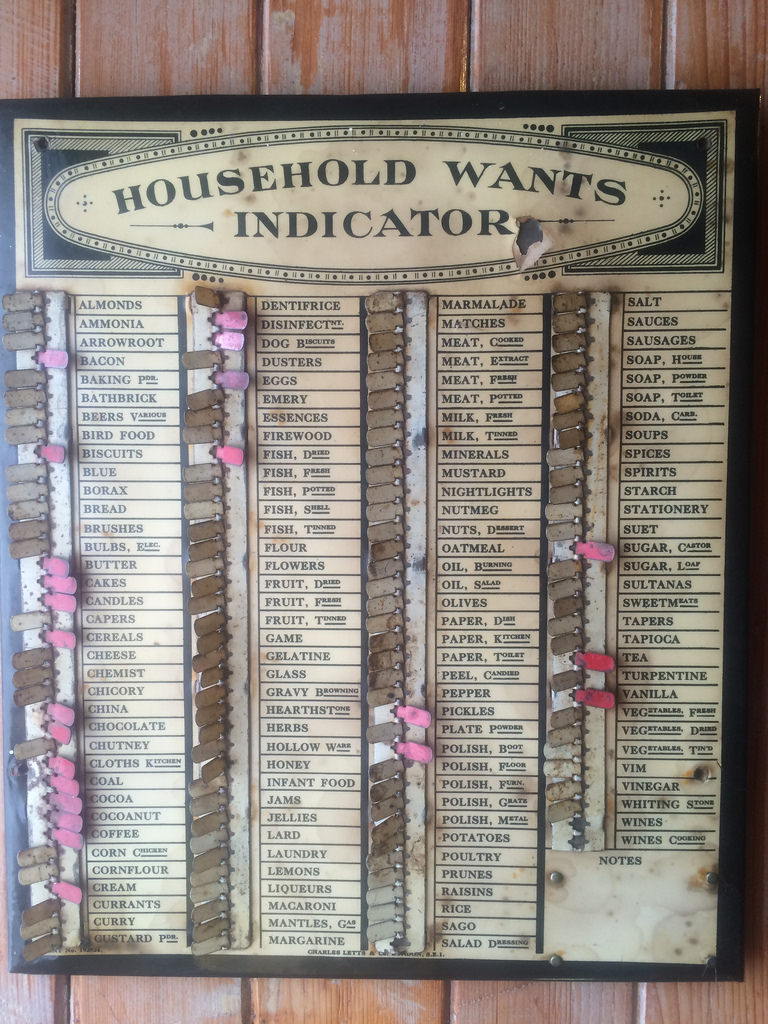 HOUSEHOLD WANTS
INDICATOR
ALMONDS
AMMONIA
ARROWROOT
BACON
BAKING PDR.
BATHBRICK
BEERS VARIOUS
BIRD FOOD
BISCUITS
BLUE
BORAX
BREAD
BRUSHES
BULBS, ELEC.
BUTTER
CAKES
CANDLES
CAPERS
CEREALS
CHEESE
CHEMIST
CHICORY
CHINA
CHOCOLATE
CHUTNEY
CLOTHS KITCHEN
COAL
COCOA
COCOANUT
COFFEE
CORN CHICKEN
CORNFLOUR
CREAM
CURRANTS
CURRY
CUSTARD PDR.
DENTIFRICE
DISINFECTNT.
DOG BISCUITS
DUSTERS
EGGS
EMERY
ESSENCES
FIREWOOD
FISH, DRIED
FISH, FRESH
FISH, POTTED
FISH, SHELL
FISH, TINNED
FLOUR
FLOWERS
FRUIT, DRIED
FRUIT, FRESH
FRUIT, TINNED
GAME
GELATINE
GLASS
GRAVY BROWNING
HEARTHSTONE
HERBS
HOLLOW WARE
HONEY
INFANT FOOD
JAMS
JELLIES
LARD
LAUNDRY
LEMONS
LIQUEURS
MACARONI
MANTLES, GAS
MARGARINE
MARMALADE
MATCHES
MEAT, COOKED
MEAT, EXTRACT
MEAT, FRESH
MEAT, POTTED
MILK, FRESH
MILK, TINNED
MINERALS
MUSTARD
NIGHTLIGHTS
NUTMEG
NUTS, DESSERT
OATMEAL
OIL, BURNING
OIL, SALAD
OLIVES
PAPER, DISH
PAPER, KITCHEN
PAPER, TOILET
PEEL, CANDIED
PEPPER
PICKLES
PLATE POWDER
POLISH, BOOT
POLISH, FLOOR
POLISH, FURN.
POLISH, GRATE
POLISH, METAL
POTATOES
POULTRY
PRUNES
RAISINS
RICE
SAGO
SALAD DRESSING
SALT
SAUCES
SAUSAGES
SOAP, HOUSE
SOAP, POWDER
SOAP, TOILET
SODA, CARB.
SOUPS
SPICES
SPIRITS
STARCH
STATIONERY
SUET
SUGAR, CASTOR
SUGAR, LOAF
SULTANAS
SWEETMEATS
TAPERS
TAPIOCA
TEA
TURPENTINE
VANILLA
VEGETABLES, FRESH
VEGETABLES, DRIED
VEGETABLES, TIN'D
VIM
VINEGAR
WHITING STONE
WINES
WINES COOKING
NOTES
CHARLES LETTS & CO. LONDON, S.E.1.